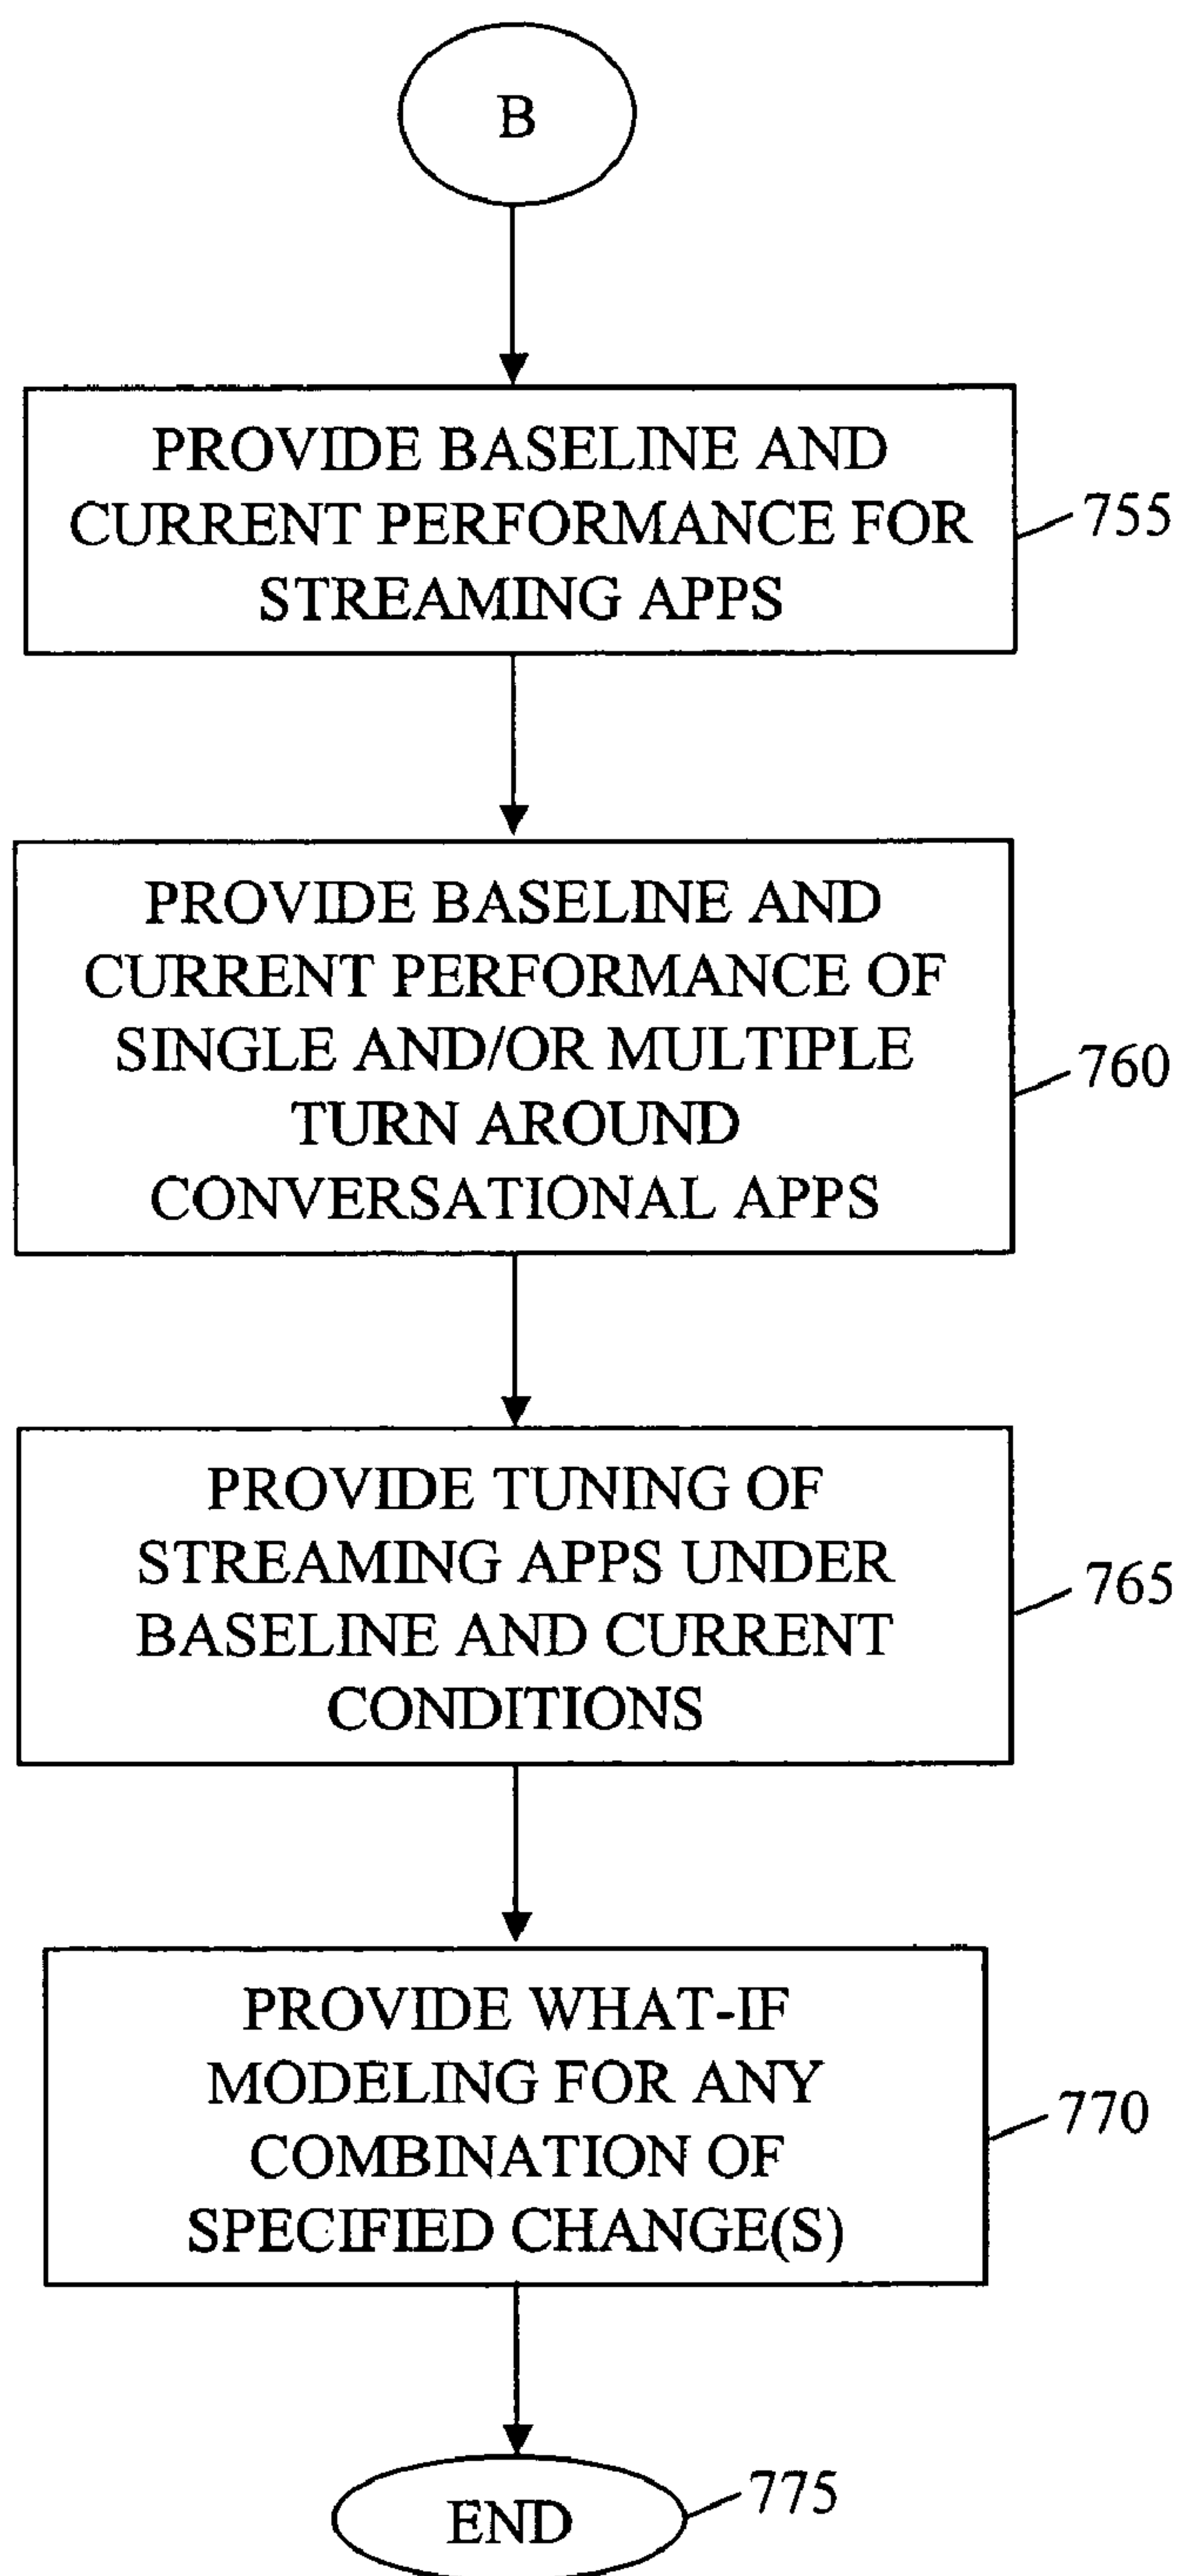 B
PROVIDE BASELINE AND
CURRENT PERFORMANCE FOR
STREAMING APPS
755
PROVIDE BASELINE AND
CURRENT PERFORMANCE OF
SINGLE AND/OR MULTIPLE
TURN AROUND
CONVERSATIONAL APPS
760
PROVIDE TUNING OF
STREAMING APPS UNDER
BASELINE AND CURRENT
CONDITIONS
765
PROVIDE WHAT-IF
MODELING FOR ANY
COMBINATION OF
SPECIFIED CHANGE(S)
770
END
775